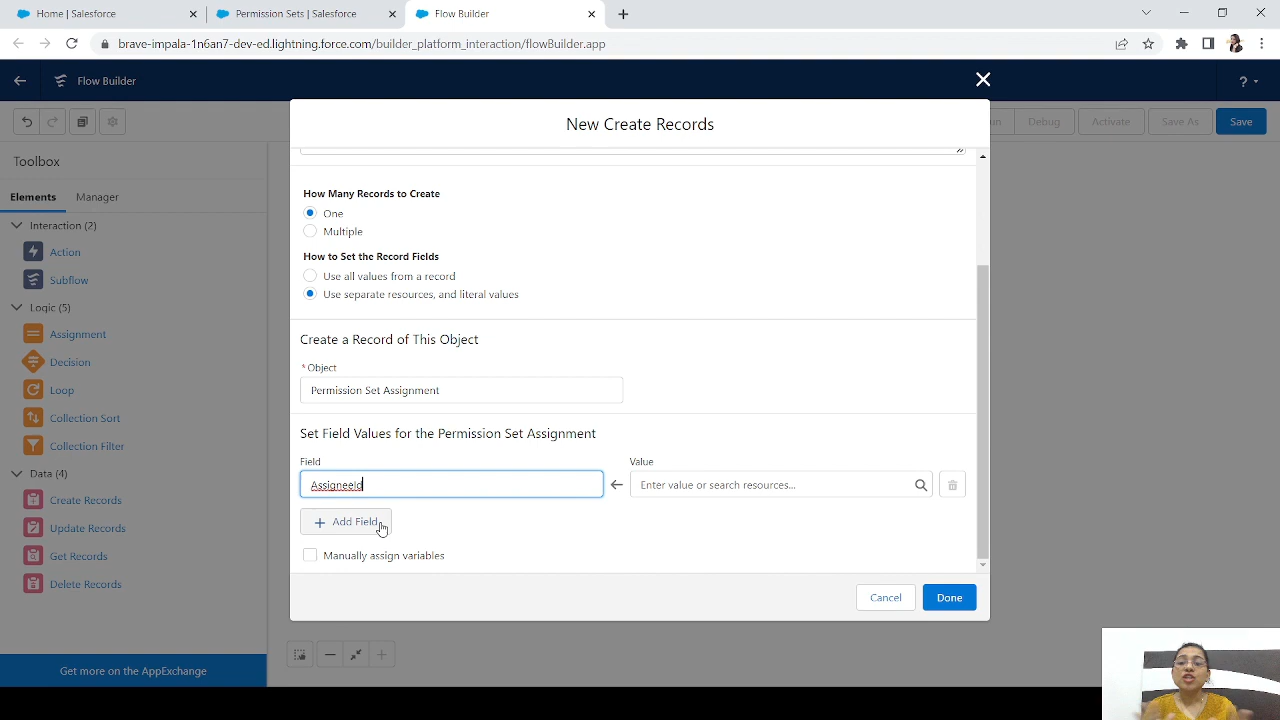 Home | Salesforce
Permission Sets | Salesforce
Flow Builder
brave-impala-1n6an7-dev-ed.lightning.force.com/builder_platform_interaction/flowBuilder.app
Flow Builder
?
New Create Records
un
Debug
Activate
Save As
Save
Toolbox
Elements
Manager
Interaction (2)
Action
Subflow
Logic (5)
Assignment
Decision
Loop
Collection Sort
Collection Filter
Data (4)
Create Records
Update Records
Get Records
Delete Records
Get more on the AppExchange
How Many Records to Create
One
Multiple
How to Set the Record Fields
Use all values from a record
Use separate resources, and literal values
Create a Record of This Object
* Object
Permission Set Assignment
Set Field Values for the Permission Set Assignment
Field
Value
AssigneeId
Enter value or search resources...
+ Add Field
Manually assign variables
Cancel
Done